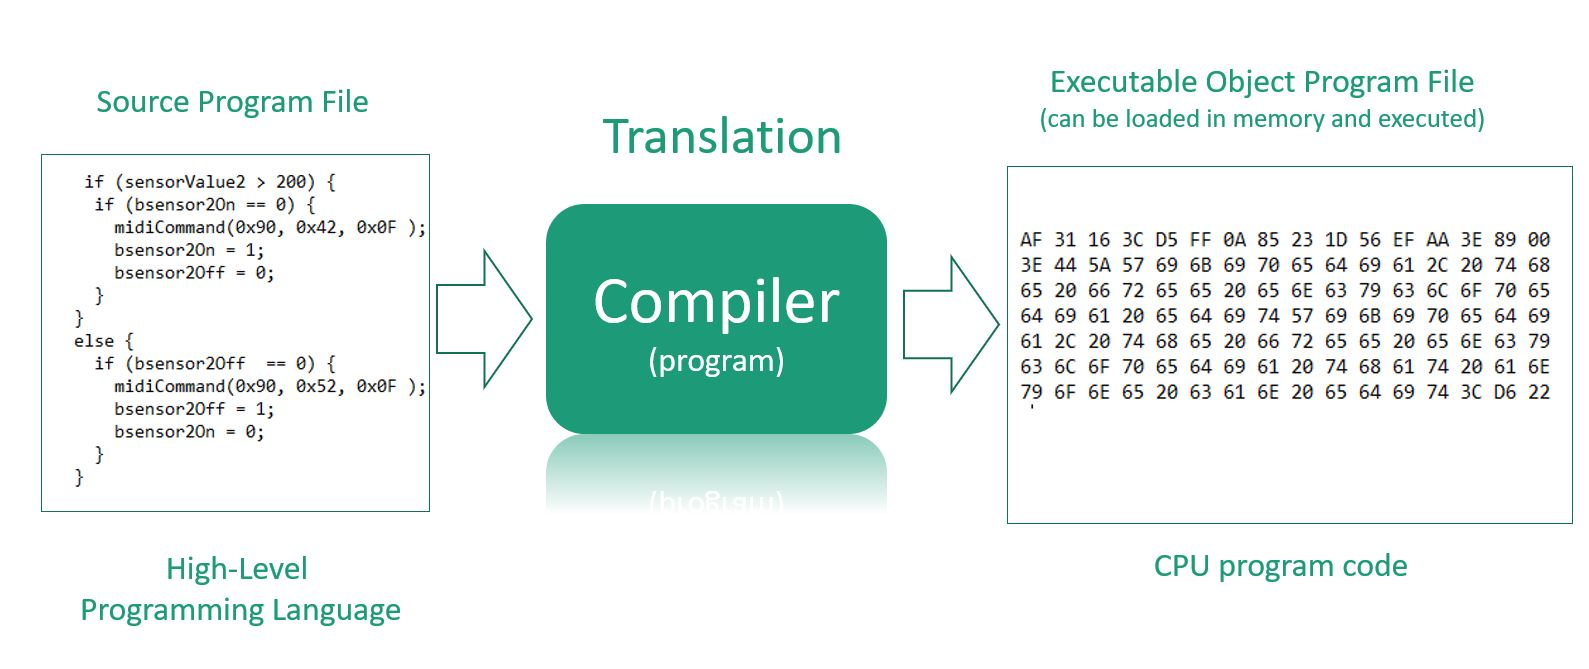 Source Program File
if (sensorValue2 > 200) {
if (bsensor2On == 0) {
midiCommand(0x90, 0x42, 0x0F );
bsensor2On = 1;
bsensor2Off = 0;
}
}
else {
if (bsensor2Off  == 0) {
midiCommand(0x90, 0x52, 0x0F );
bsensor2Off = 1;
bsensor2On = 0;
}
}
High-Level
Programming Language
Translation
Compiler
(program)
Executable Object Program File
(can be loaded in memory and executed)
AF 31 16 3C D5 FF 0A 85 23 1D 56 EF AA 3E 89 00
3E 44 5A 57 69 6B 69 70 65 64 69 61 2C 20 74 68
65 20 66 72 65 65 20 65 6E 63 79 63 6C 6F 70 65
64 69 61 20 65 64 69 74 57 69 6B 69 70 65 64 69
61 2C 20 74 68 65 20 66 72 65 65 20 65 6E 63 79
63 6C 6F 70 65 64 69 61 20 74 68 61 74 20 61 6E
79 6F 6E 65 20 63 61 6E 20 65 64 69 74 3C D6 22
CPU program code